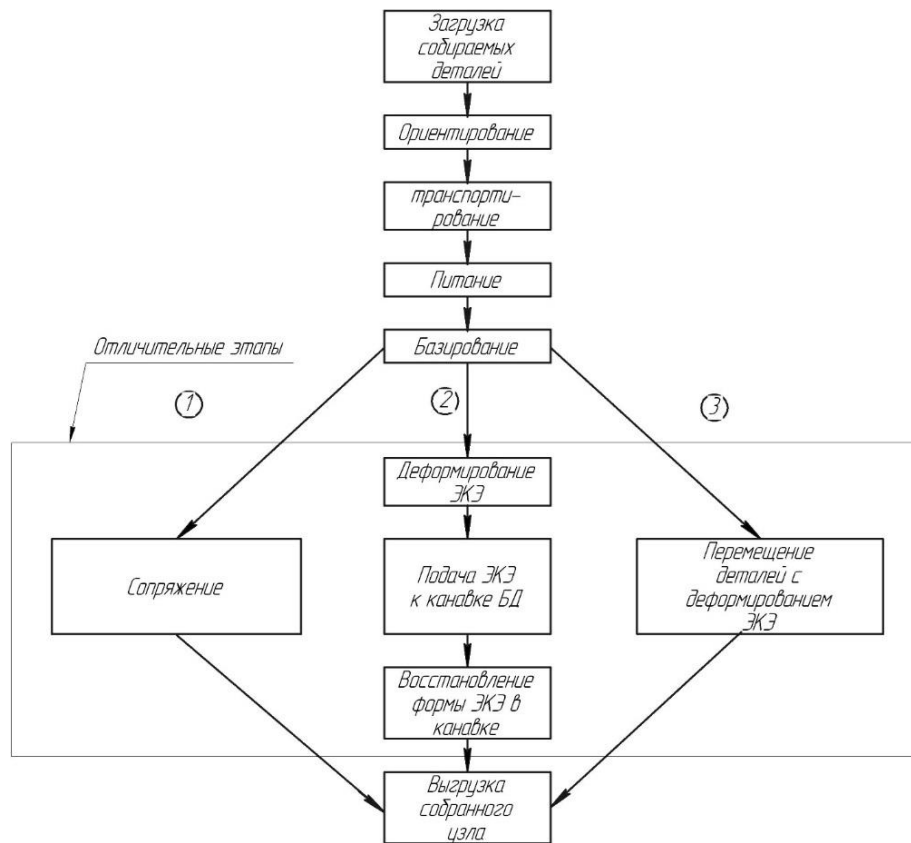 Загрузка
собираемых
деталей
Ориентирование
транспорти-
рование
Питание
Базирование
Отличительные этапы
1
2
3
Деформирование
ЭКЭ
Сопряжение
Подача ЭКЭ
к канавке БД
Перемещение
деталей с
деформированием
ЭКЭ
Восстановление
формы ЭКЭ в
канавке
Выгрузка
собранного
узла